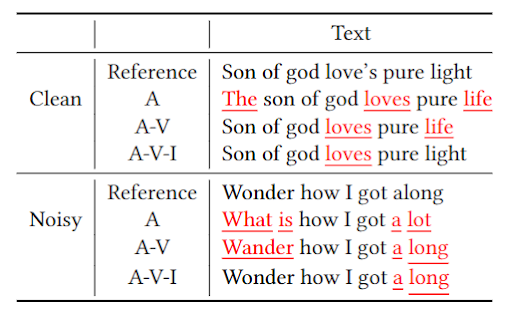 Text
Reference Son of god love's pure light
Clean A The son of god loves pure life
A-V Son of god loves pure life
A-V-I Son of god loves pure light
Reference Wonder how I got along
Noisy A What is how I got a lot
A-V Wander how I got a long
A-V-I Wonder how I got a long